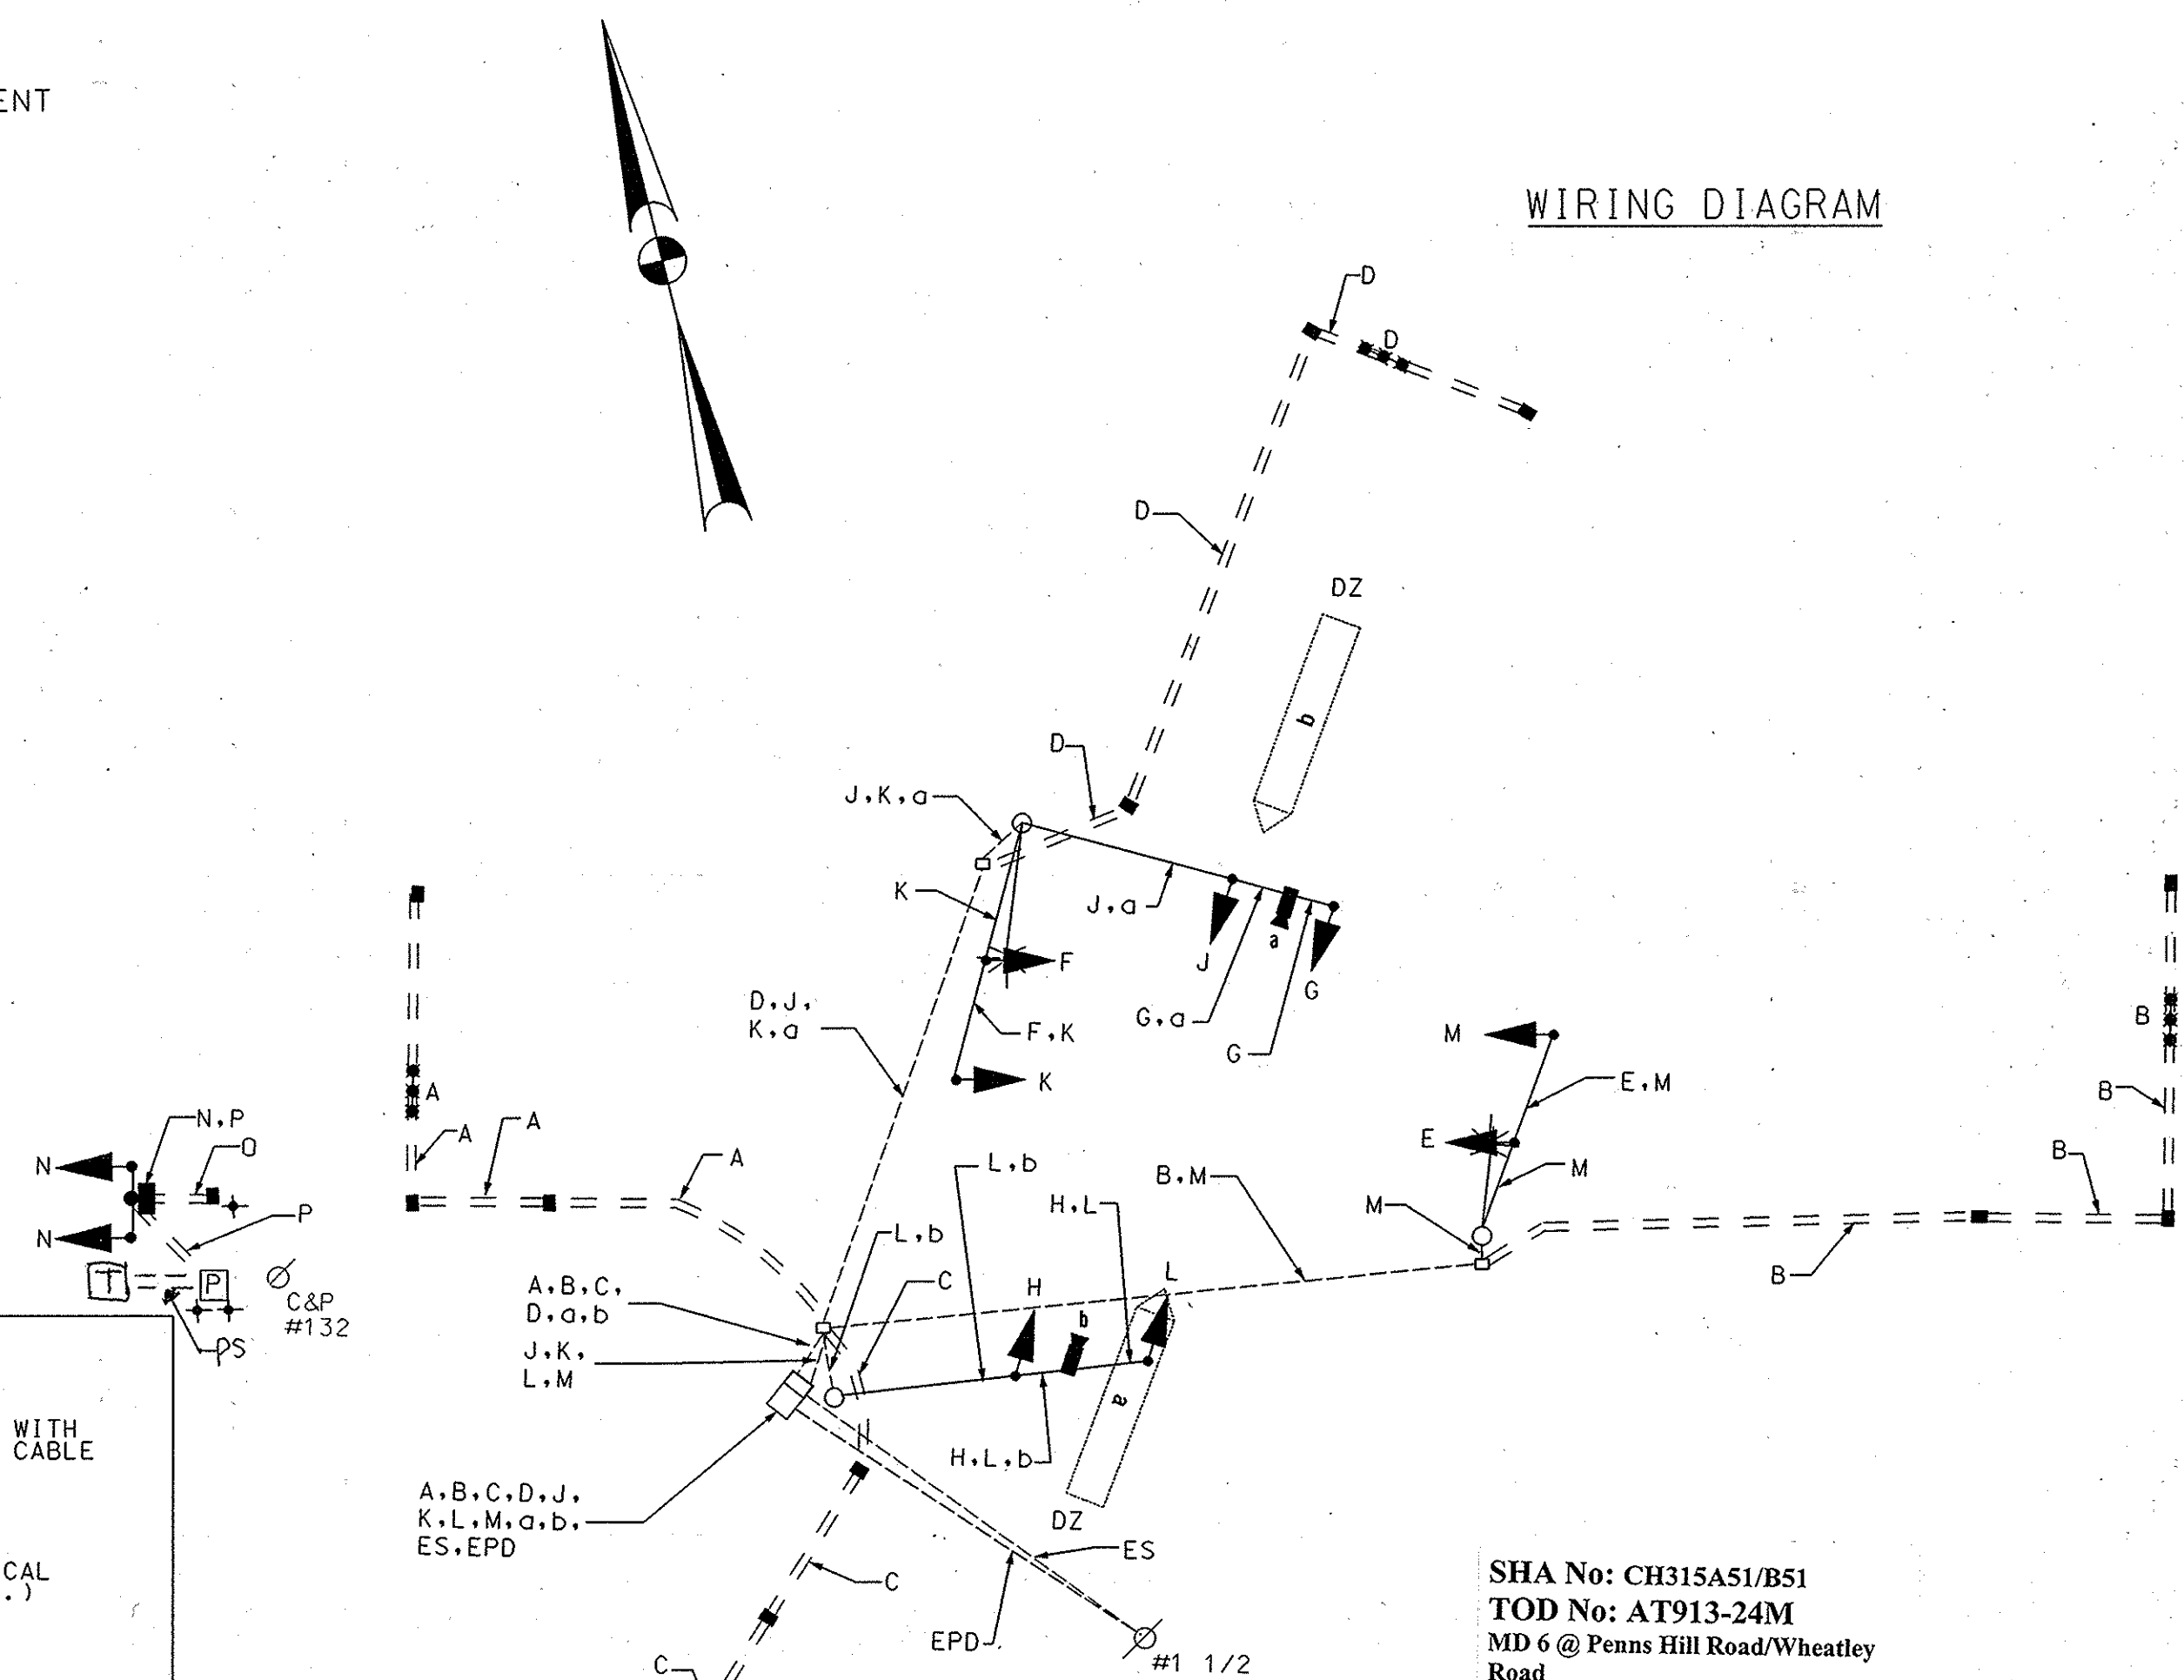 ENT
WIRING DIAGRAM
D
D
D
DZ
b
D
J,K,a
K
J,a
F
J
a
G
D,J,
K,a
F,K
G,a
G
K
M
E,M
B
B
N,P
O
A
A
A
A
N
P
N
T
P
C&P
#132
PS
E
M
M
B
B
L,b
B,M
H,L
L,b
A,B,C,
D,a,b
C
H
L
b
J,K,
L,M
a
WITH
CABLE
H,L,b
A,B,C,D,J,
K,L,M,a,b,
ES,EPD
DZ
ES
CAL
.)
C
EPD
C
#1 1/2
SHA No: CH315A51/B51
TOD No: AT913-24M
MD 6 @ Penns Hill Road/Wheatley
Road